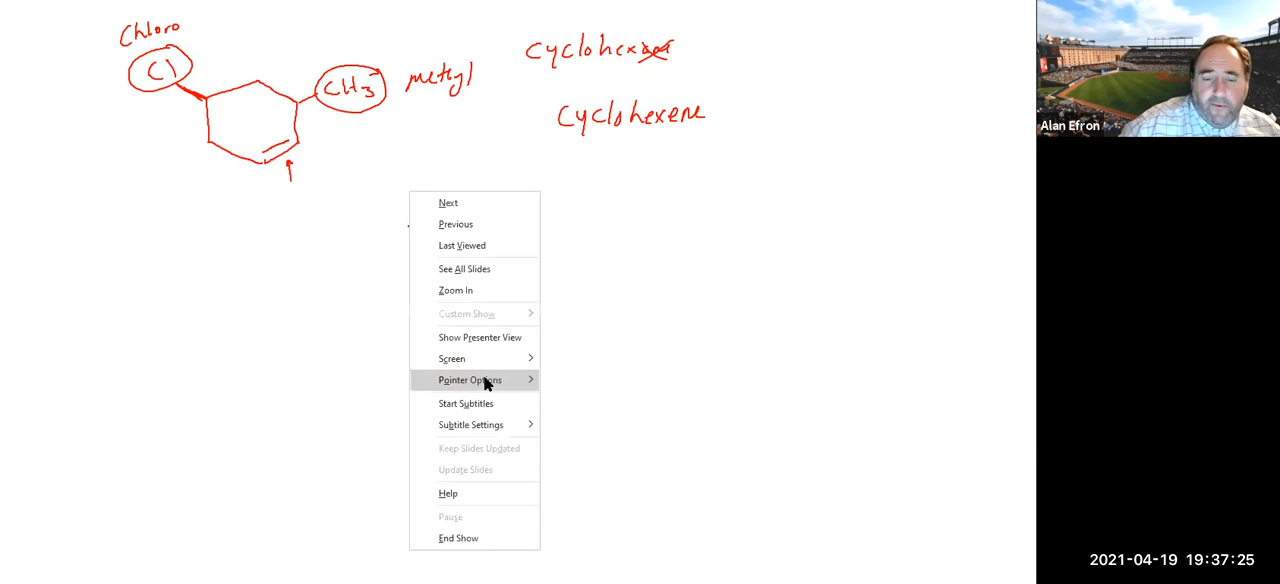 Chloro
Cl
CH3
methyl
cyclohex
cyclohexene
Next
Previous
Last Viewed
See All Slides
Zoom In
Custom Show
Show Presenter View
Screen
Pointer Options
Start Subtitles
Subtitle Settings
Keep Slides Updated
Update Slides
Help
Pause
End Show
Alan Efron
2021-04-19 19:37:25